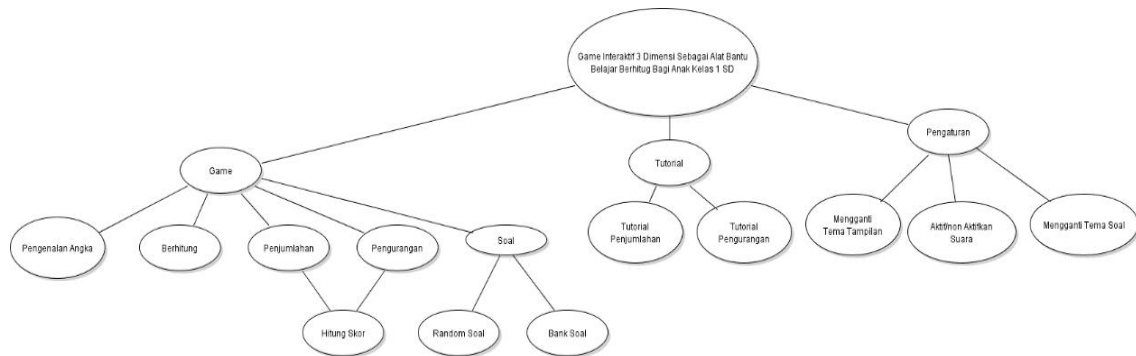 Game Interaktif 3 Dimensi Sebagai Alat Bantu
Belajar Berhitug Bagi Anak Kelas 1 SD
Game
Tutorial
Pengaturan
Pengenalan Angka
Berhitung
Penjumlahan
Pengurangan
Soal
Tutorial
Penjumlahan
Tutorial
Pengurangan
Mengganti
Tema Tampilan
Aktif/non Aktifkan
Suara
Mengganti Tema Soal
Hitung Skor
Random Soal
Bank Soal